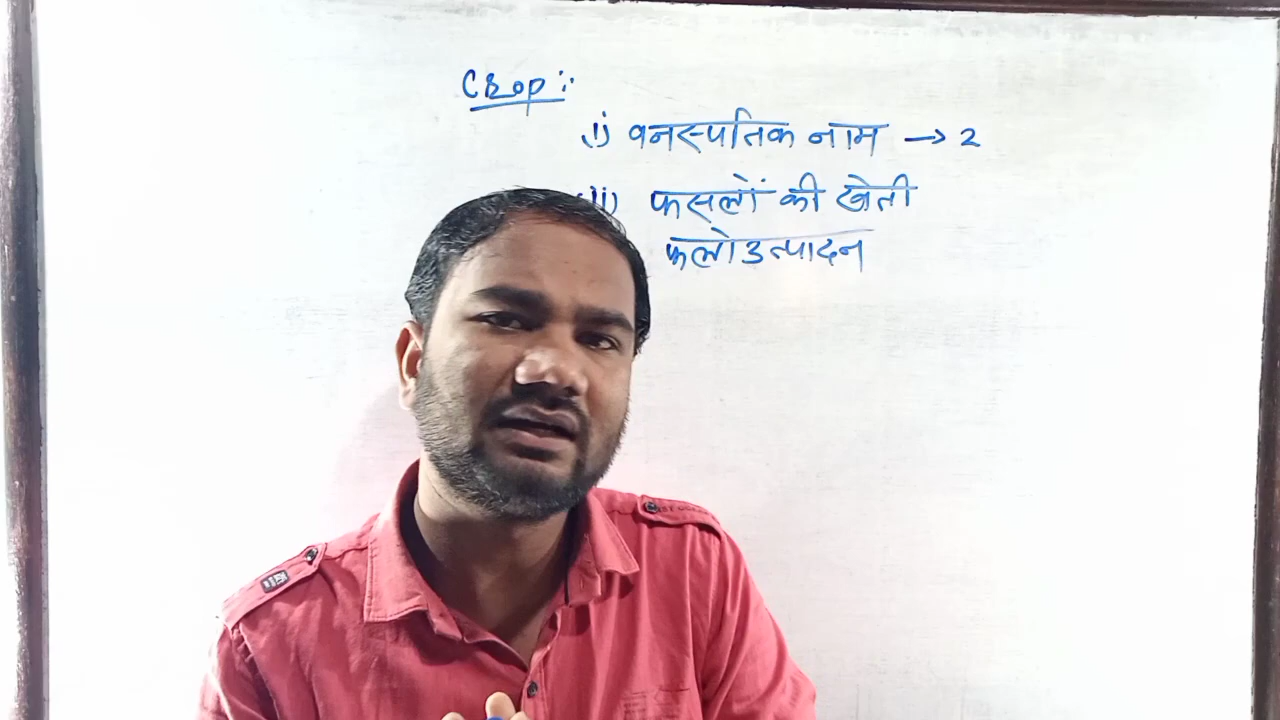 Crop :-
(i) वनस्पतिक नाम → 2
(ii) फसलों की खेती
फलोउत्पादन